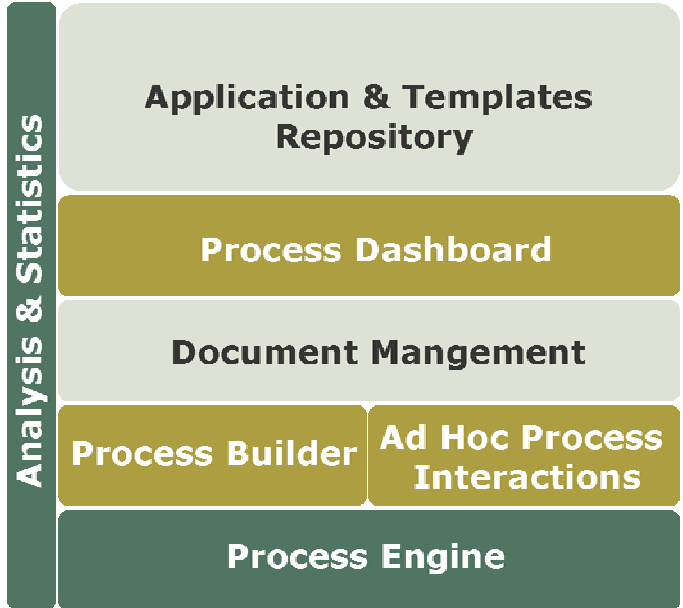 Analysis & Statistics
Application & Templates
Repository
Process Dashboard
Document Mangement
Process Builder
Ad Hoc Process
Interactions
Process Engine